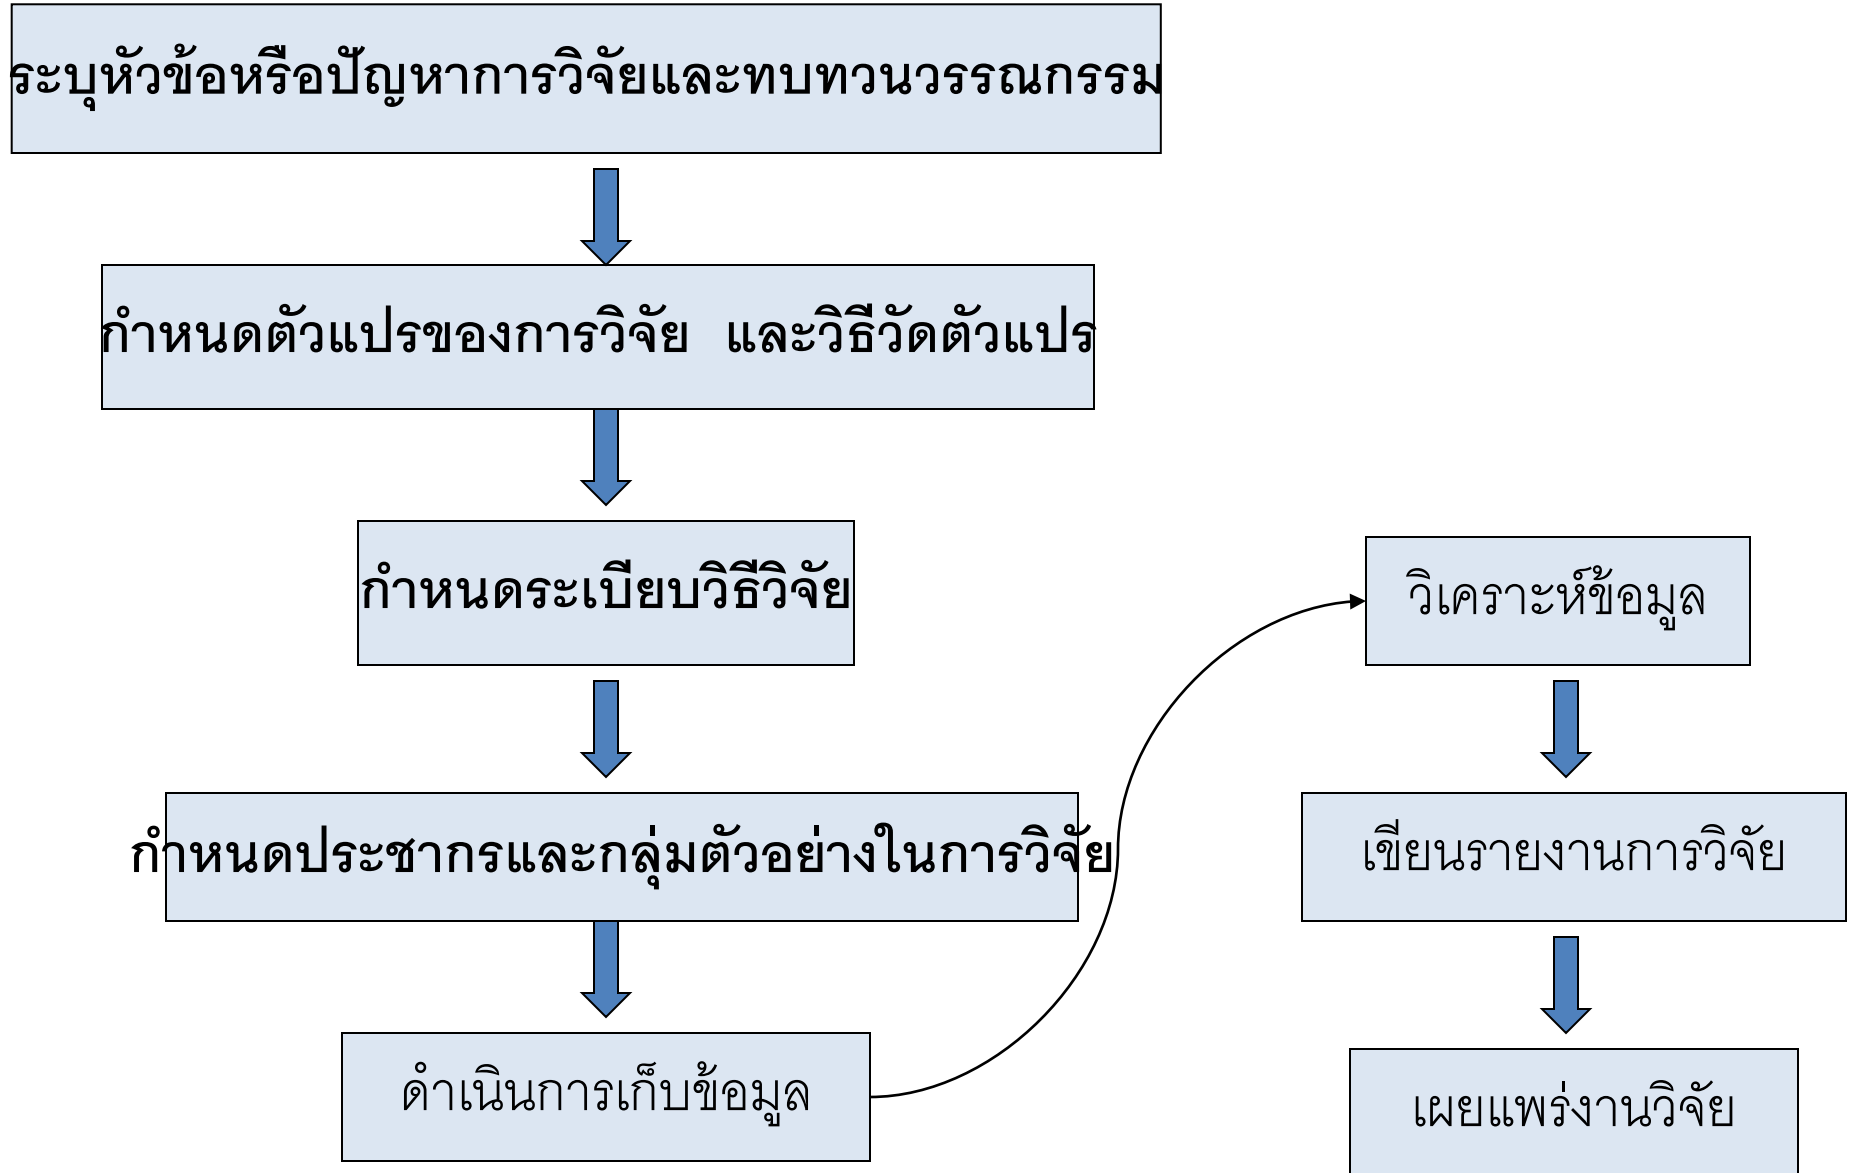 ระบุหัวข้อหรือปัญหาการวิจัยและทบทวนวรรณกรรม
กำหนดตัวแปรของการวิจัย และวิธีวัดตัวแปร
กำหนดระเบียบวิธีวิจัย
กำหนดประชากรและกลุ่มตัวอย่างในการวิจัย
ดำเนินการเก็บข้อมูล
วิเคราะห์ข้อมูล
เขียนรายงานการวิจัย
เผยแพร่งานวิจัย